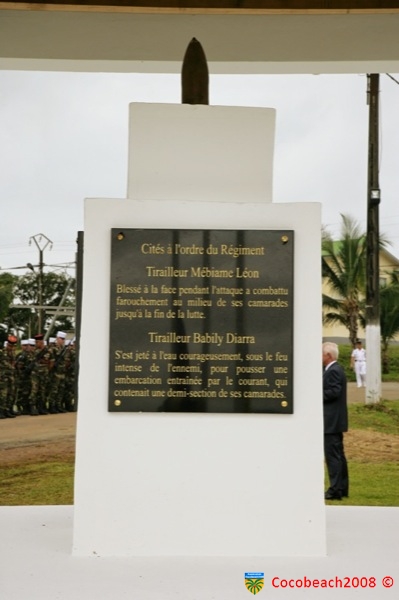 Cités à l'ordre du Régiment
Tirailleur Mébiame Léon
Blessé à la face pendant l'attaque a combattu
farouchement au milieu de ses camarades
jusqu'à la fin de la lutte.
Tirailleur Babily Diarra
S'est jeté à l'eau courageusement, sous le feu
intense de l'ennemi, pour pousser une
embarcation entraînée par le courant, qui
contenait une demi-section de ses camarades.
Cocobeach2008 ©